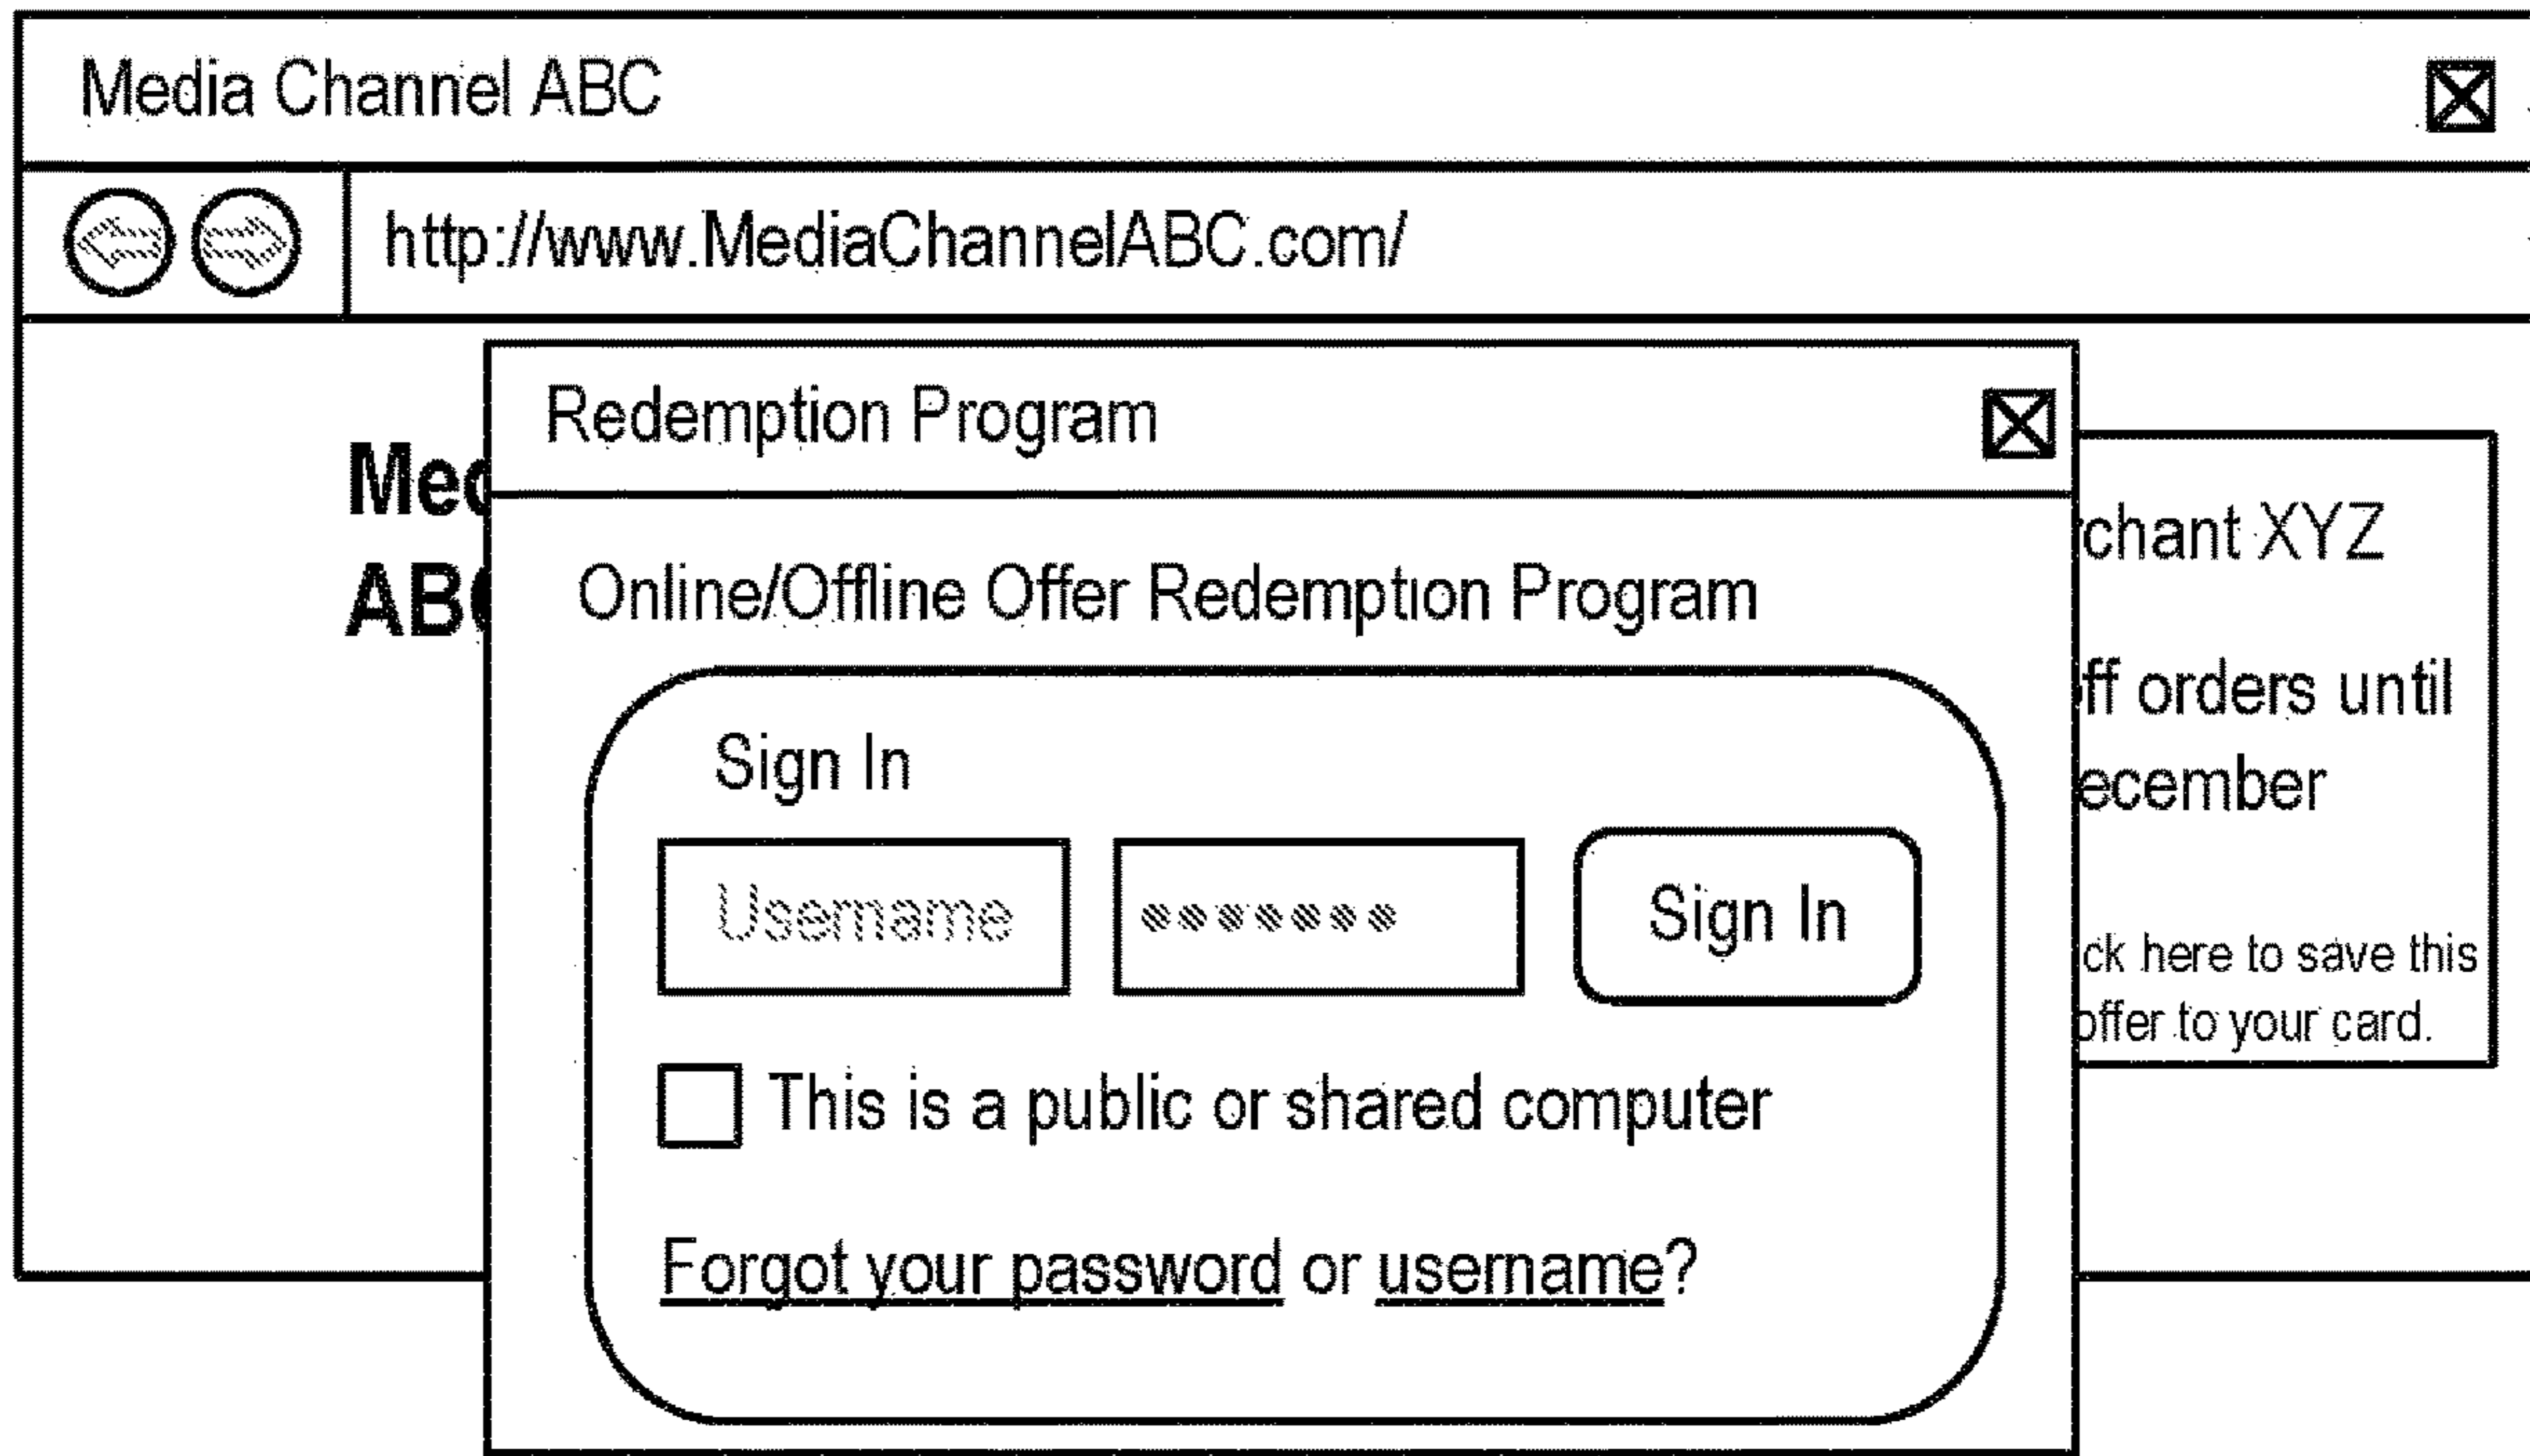 Media Channel ABC
http://www.MediaChannelABC.com/
Redemption Program
Med
ABC
Online/Offline Offer Redemption Program
Sign In
Username
Sign In
This is a public or shared computer
Forgot your password or username?
chant XYZ
ff orders until
ecember
ck here to save this
offer to your card.